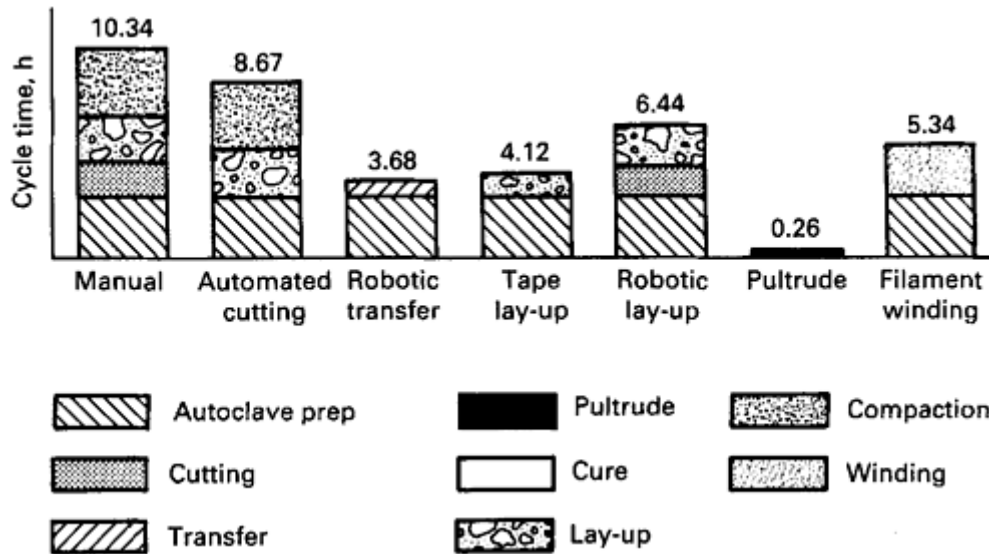 Cycle time, h
10.34
8.67
3.68
4.12
6.44
0.26
5.34
Manual
Automated
cutting
Robotic
transfer
Tape
lay-up
Robotic
lay-up
Pultrude
Filament
winding
Autoclave prep
Pultrude
Compaction
Cutting
Cure
Winding
Transfer
Lay-up